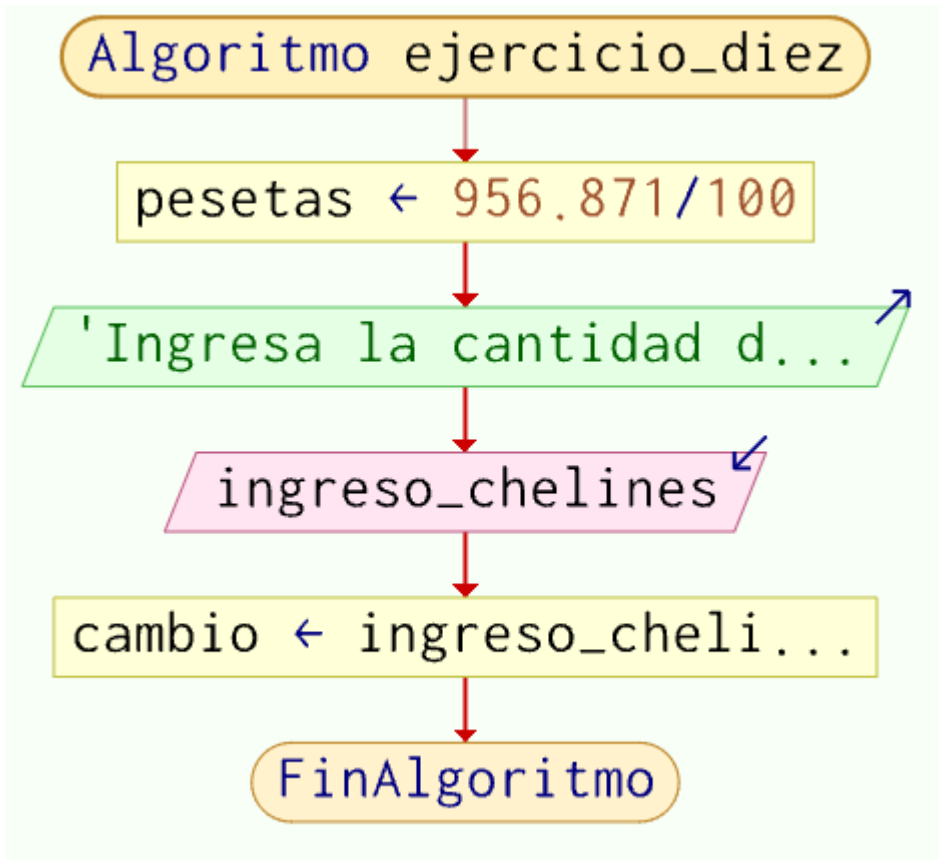 Algoritmo ejercicio_diez
pesetas ← 956.871/100
'Ingresa la cantidad d...
ingreso_chelines
cambio ← ingreso_cheli...
FinAlgoritmo